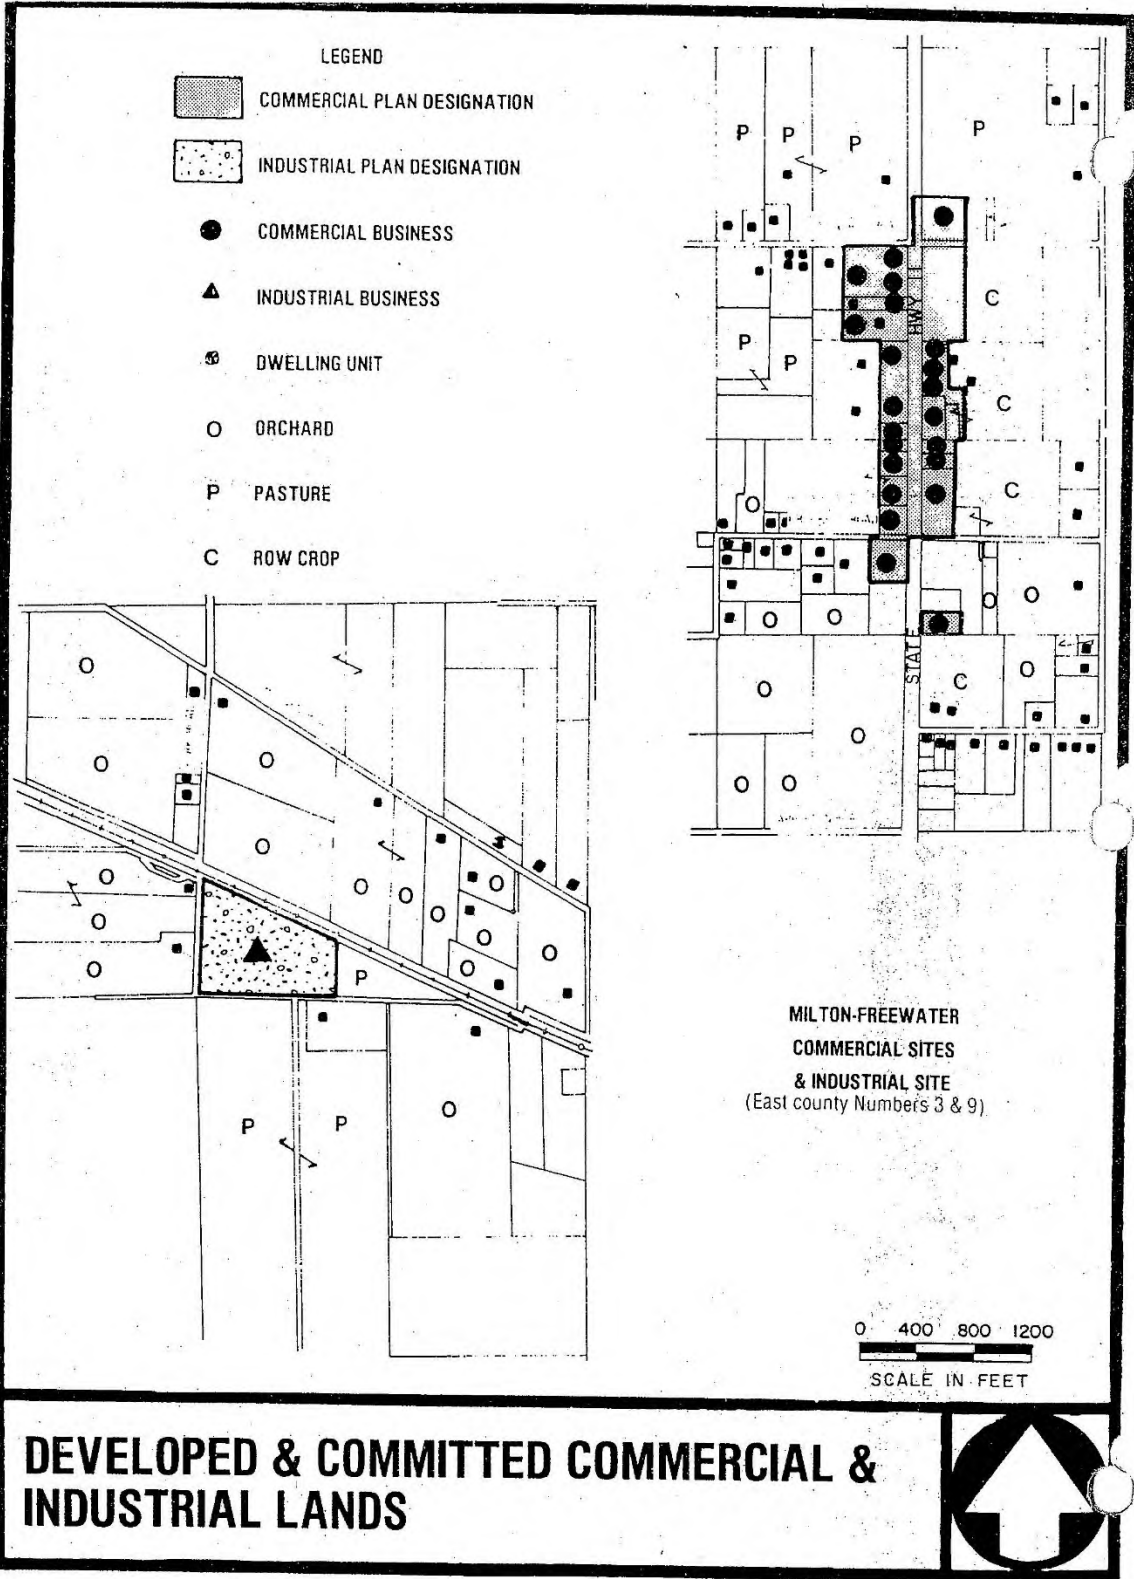 LEGEND
COMMERCIAL PLAN DESIGNATION
INDUSTRIAL PLAN DESIGNATION
COMMERCIAL BUSINESS
INDUSTRIAL BUSINESS
DWELLING UNIT
O ORCHARD
P PASTURE
C ROW CROP
P P P P
C
P P
C
C
O
O O
O O
O
C
O
O
O O
HWY 11
STATE
O
O O
O
O O O O
O O O
O O
O
P
P P O
MILTON-FREEWATER
COMMERCIAL SITES
& INDUSTRIAL SITE
(East county Numbers 3 & 9)
0 400 800 1200
SCALE IN FEET
DEVELOPED & COMMITTED COMMERCIAL &
INDUSTRIAL LANDS